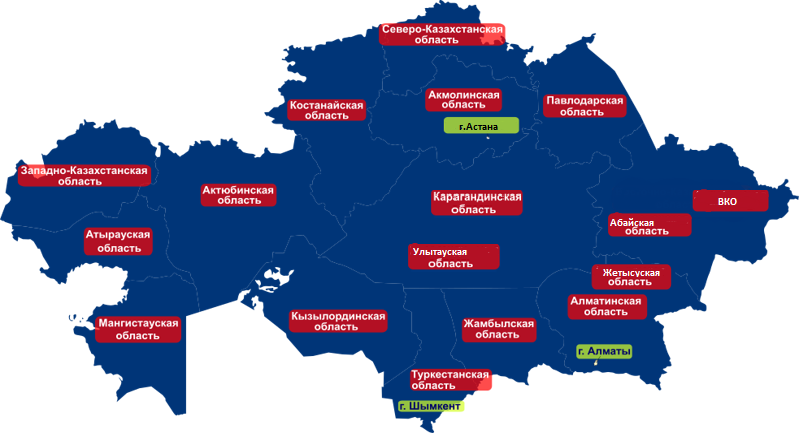 Северо-Казахстанская
область
Костанайская
область
Акмолинская
область
Павлодарская
область
г.Астана
Западно-Казахстанская
область
Актюбинская
область
Карагандинская
область
ВКО
Абайская
область
Атырауская
область
Улытауская
область
Жетысуская
область
Алматинская
область
Мангистауская
область
Кызылординская
область
Жамбылская
область
г. Алматы
Туркестанская
область
г. Шымкент